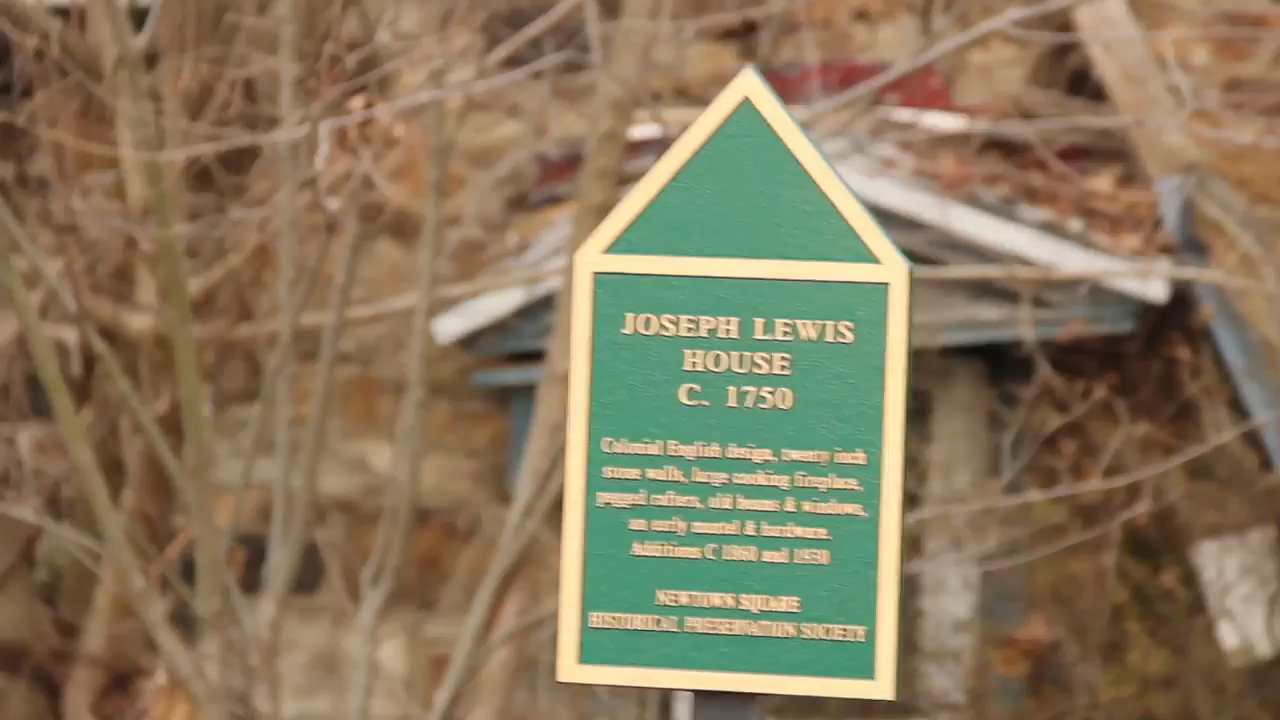 JOSEPH LEWIS
HOUSE
C. 1750
Colonial English design, twenty inch
stone walls, large cooking fireplace,
pegged rafters, old beams & windows,
an early mantel & hardware.
Additions C 1860 and 1930
NEWTOWN SQUARE
HISTORICAL PRESERVATION SOCIETY